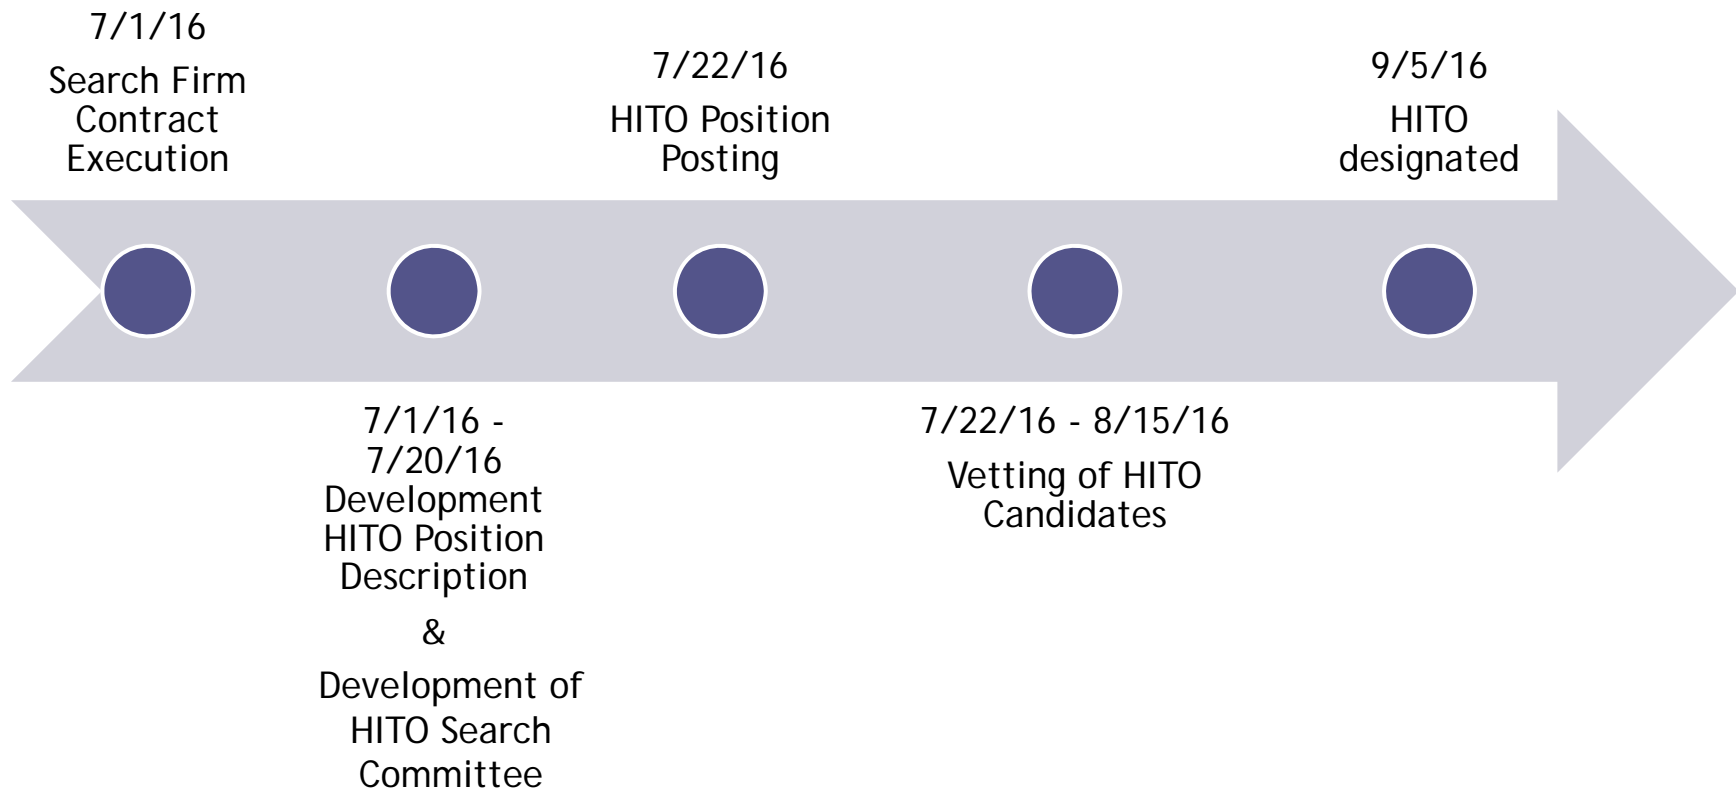 7/1/16
Search Firm
Contract
Execution
7/1/16 -
7/20/16
Development
HITO Position
Description
&
Development of
HITO Search
Committee
7/22/16
HITO Position
Posting
7/22/16 - 8/15/16
Vetting of HITO
Candidates
9/5/16
HITO
designated